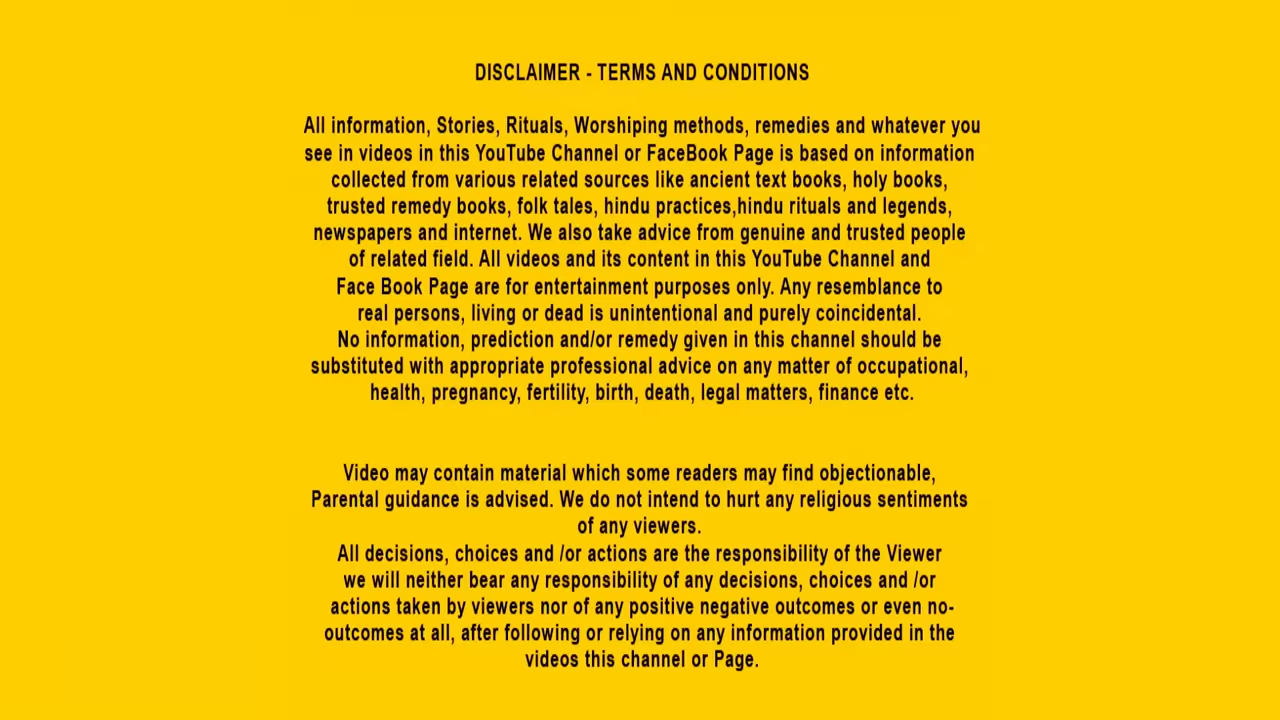 DISCLAIMER - TERMS AND CONDITIONS
All information, Stories, Rituals, Worshiping methods, remedies and whatever you
see in videos in this YouTube Channel or FaceBook Page is based on information
collected from various related sources like ancient text books, holy books,
trusted remedy books, folk tales, hindu practices,hindu rituals and legends,
newspapers and internet. We also take advice from genuine and trusted people
of related field. All videos and its content in this YouTube Channel and
Face Book Page are for entertainment purposes only. Any resemblance to
real persons, living or dead is unintentional and purely coincidental.
No information, prediction and/or remedy given in this channel should be
substituted with appropriate professional advice on any matter of occupational,
health, pregnancy, fertility, birth, death, legal matters, finance etc.
Video may contain material which some readers may find objectionable,
Parental guidance is advised. We do not intend to hurt any religious sentiments
of any viewers.
All decisions, choices and /or actions are the responsibility of the Viewer
we will neither bear any responsibility of any decisions, choices and /or
actions taken by viewers nor of any positive negative outcomes or even no-
outcomes at all, after following or relying on any information provided in the
videos this channel or Page.